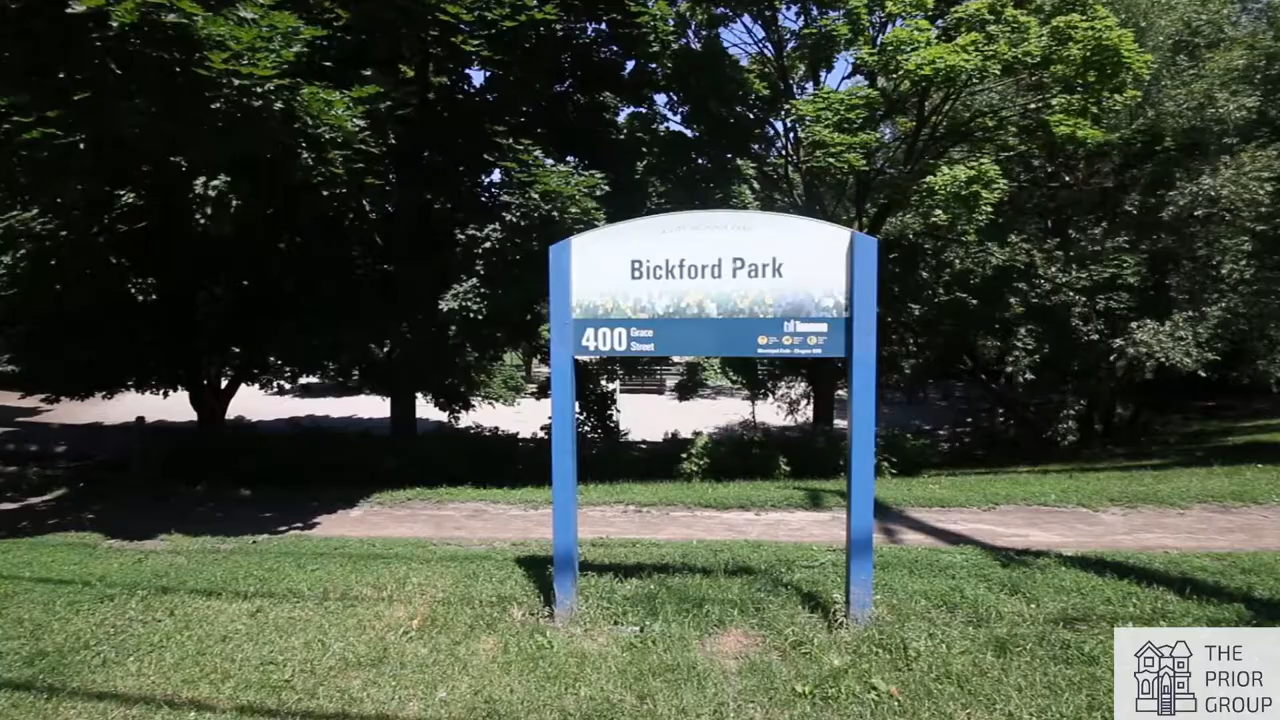 Bickford Park
400 Grace
Street
Toronto
THE
PRIOR
GROUP